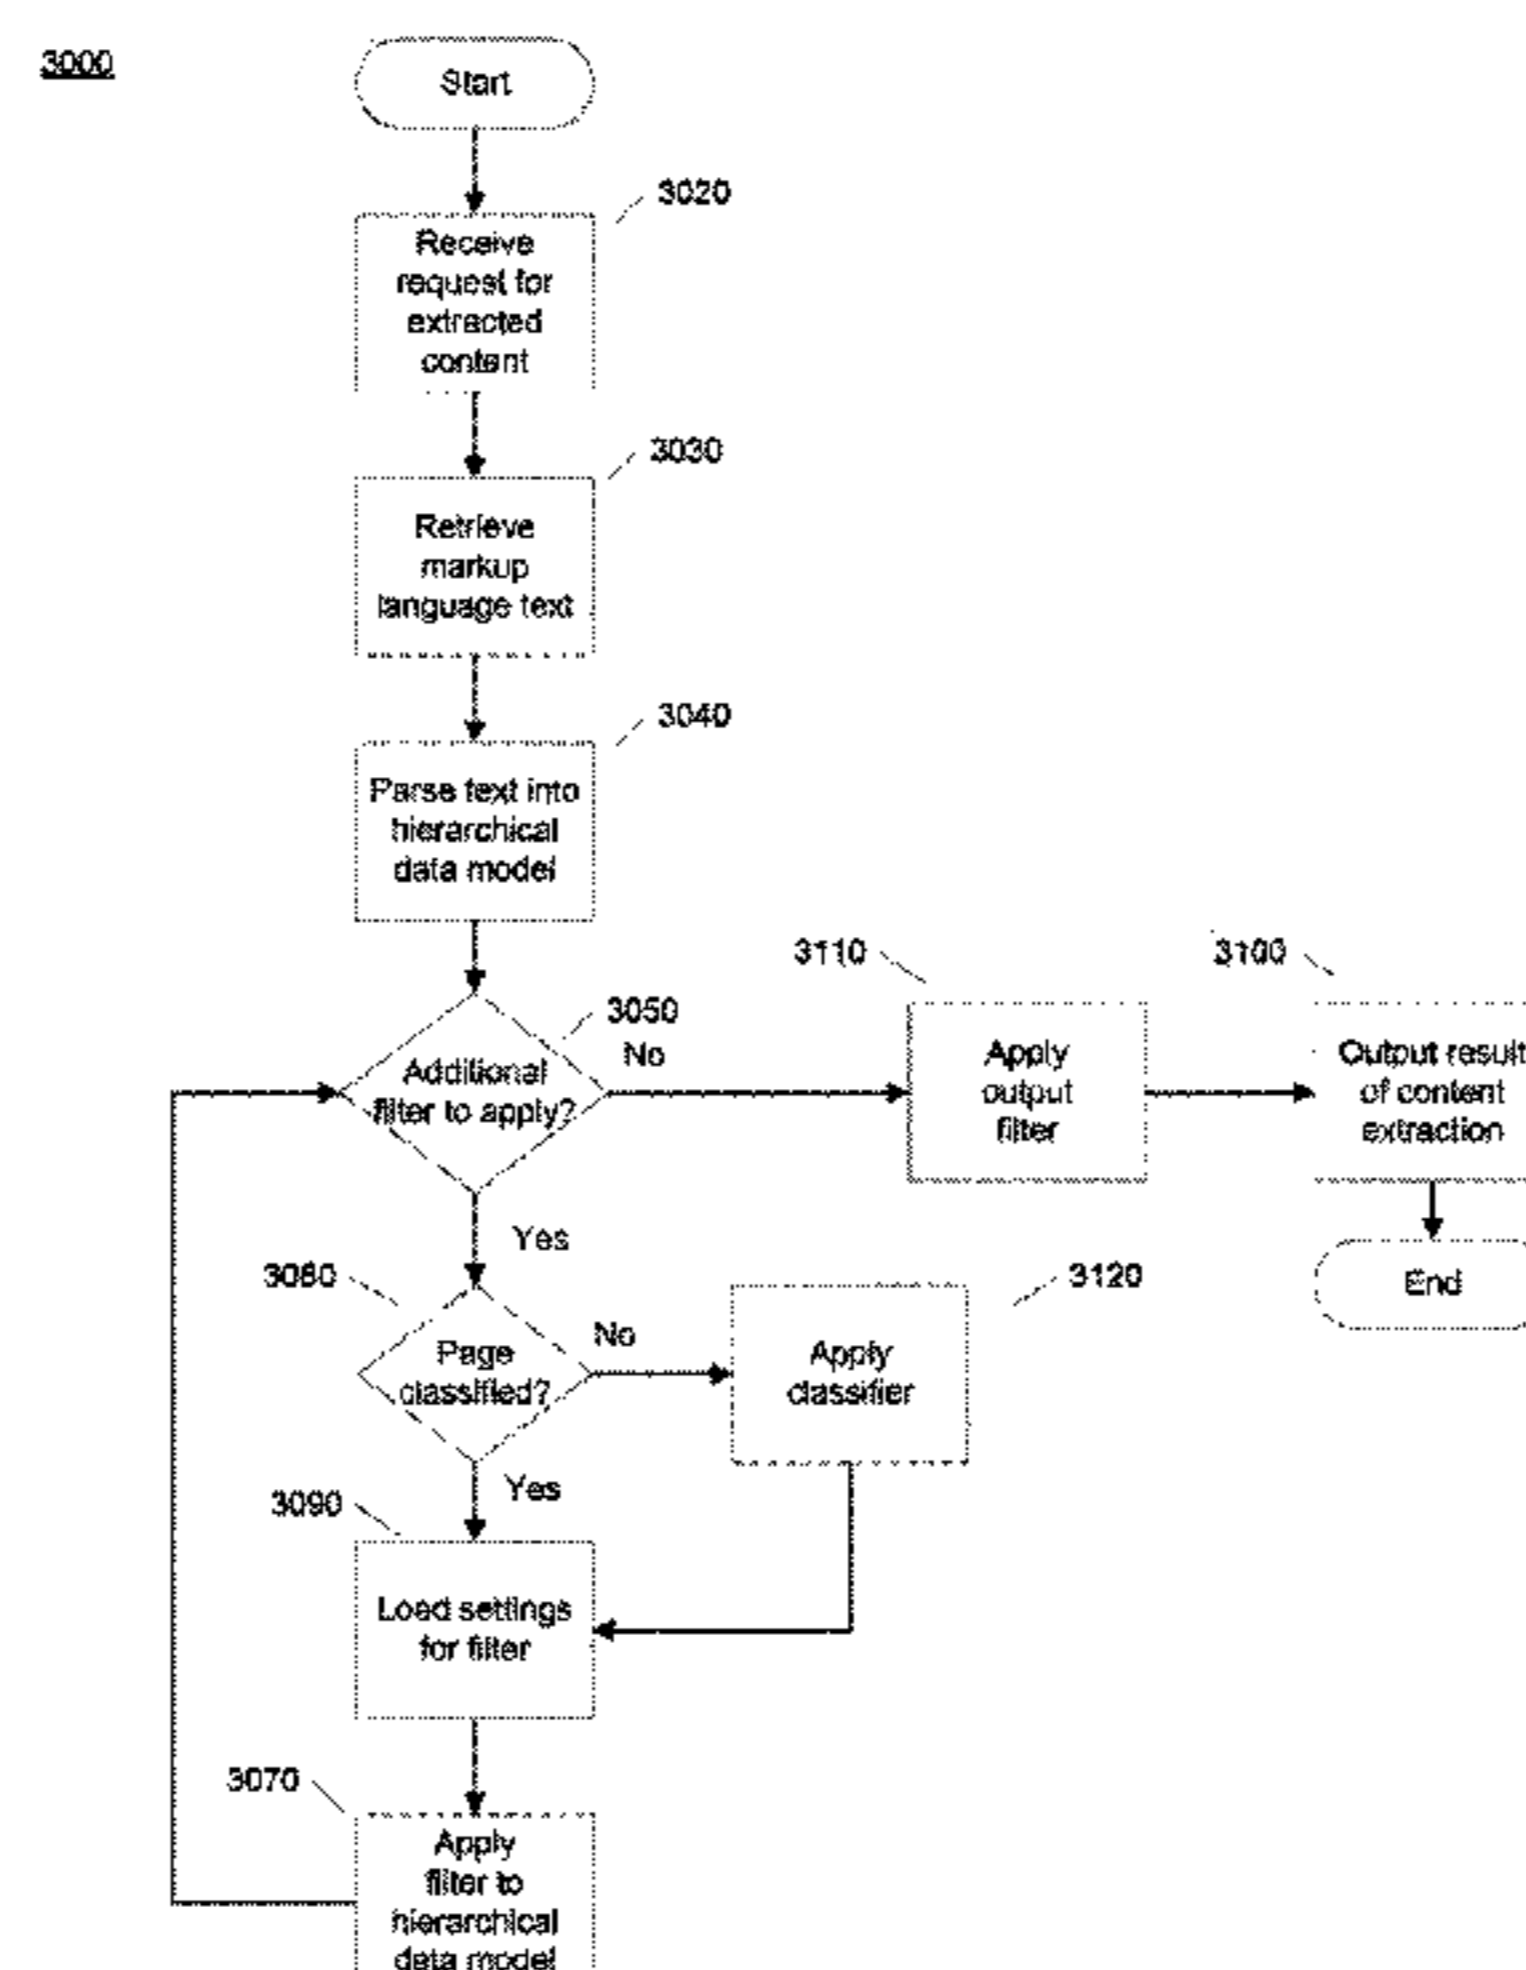 3000
Start
3020
Receive
request for
extracted
content
3030
Retrieve
markup
language text
3040
Parse text into
hierarchical
data model
3050
Additional
filter to apply?
No
3110
Apply
output
filter
3100
Output result
of content
extraction
End
Yes
3080
Page
classified?
No
3120
Apply
classifier
Yes
3090
Load settings
for filter
3070
Apply
filter to
hierarchical
data model